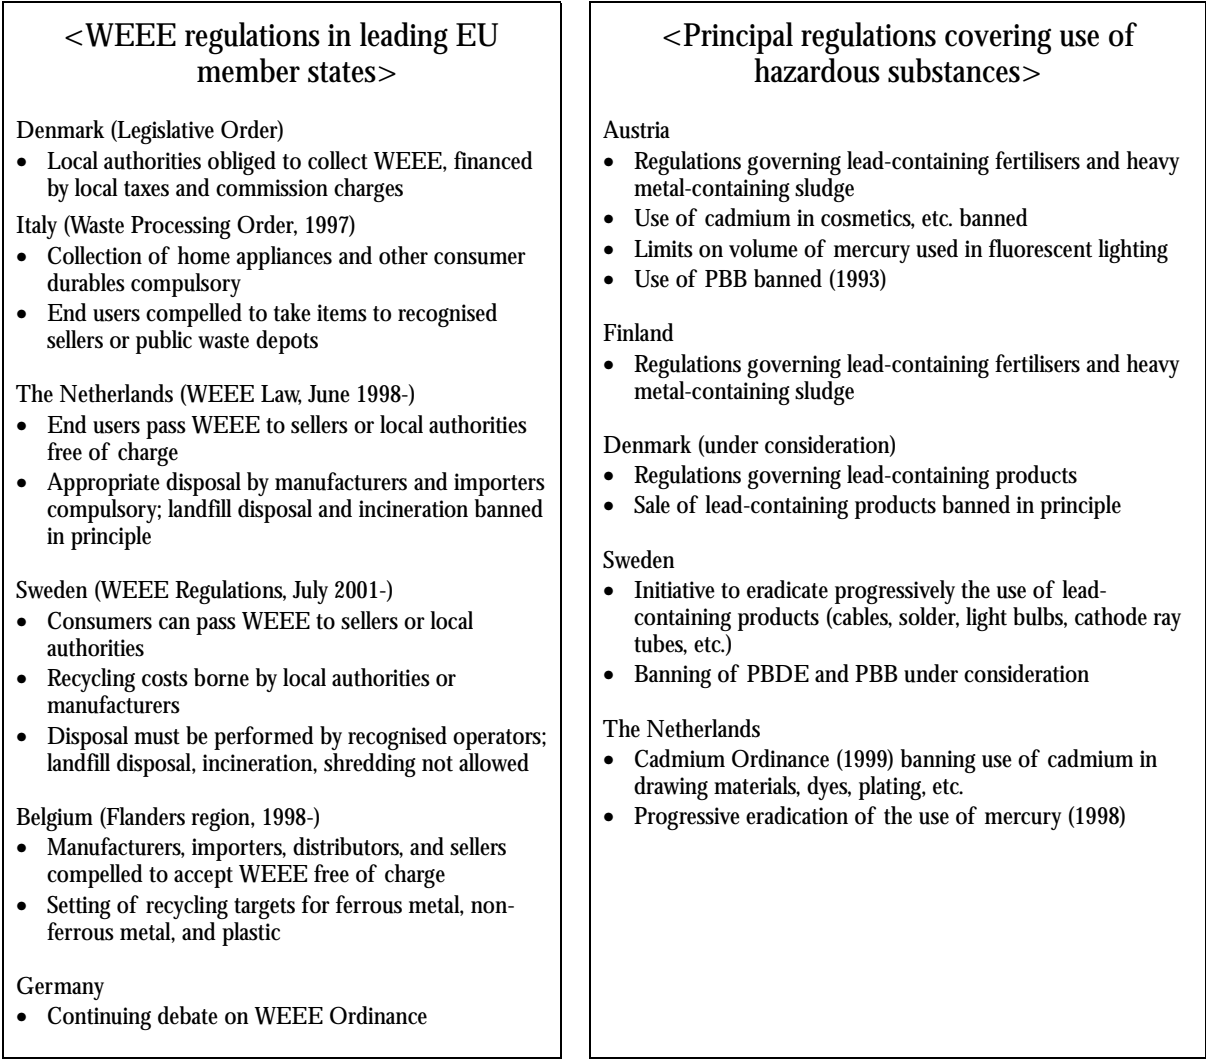 <WEEE regulations in leading EU
member states>
Denmark (Legislative Order)
• Local authorities obliged to collect WEEE, financed
by local taxes and commission charges
Italy (Waste Processing Order, 1997)
• Collection of home appliances and other consumer
durables compulsory
• End users compelled to take items to recognised
sellers or public waste depots
The Netherlands (WEEE Law, June 1998-)
• End users pass WEEE to sellers or local authorities
free of charge
• Appropriate disposal by manufacturers and importers
compulsory; landfill disposal and incineration banned
in principle
Sweden (WEEE Regulations, July 2001-)
• Consumers can pass WEEE to sellers or local
authorities
• Recycling costs borne by local authorities or
manufacturers
• Disposal must be performed by recognised operators;
landfill disposal, incineration, shredding not allowed
Belgium (Flanders region, 1998-)
• Manufacturers, importers, distributors, and sellers
compelled to accept WEEE free of charge
• Setting of recycling targets for ferrous metal, non-
ferrous metal, and plastic
Germany
• Continuing debate on WEEE Ordinance
<Principal regulations covering use of
hazardous substances>
Austria
• Regulations governing lead-containing fertilisers and heavy
metal-containing sludge
• Use of cadmium in cosmetics, etc. banned
• Limits on volume of mercury used in fluorescent lighting
• Use of PBB banned (1993)
Finland
• Regulations governing lead-containing fertilisers and heavy
metal-containing sludge
Denmark (under consideration)
• Regulations governing lead-containing products
• Sale of lead-containing products banned in principle
Sweden
• Initiative to eradicate progressively the use of lead-
containing products (cables, solder, light bulbs, cathode ray
tubes, etc.)
• Banning of PBDE and PBB under consideration
The Netherlands
• Cadmium Ordinance (1999) banning use of cadmium in
drawing materials, dyes, plating, etc.
• Progressive eradication of the use of mercury (1998)